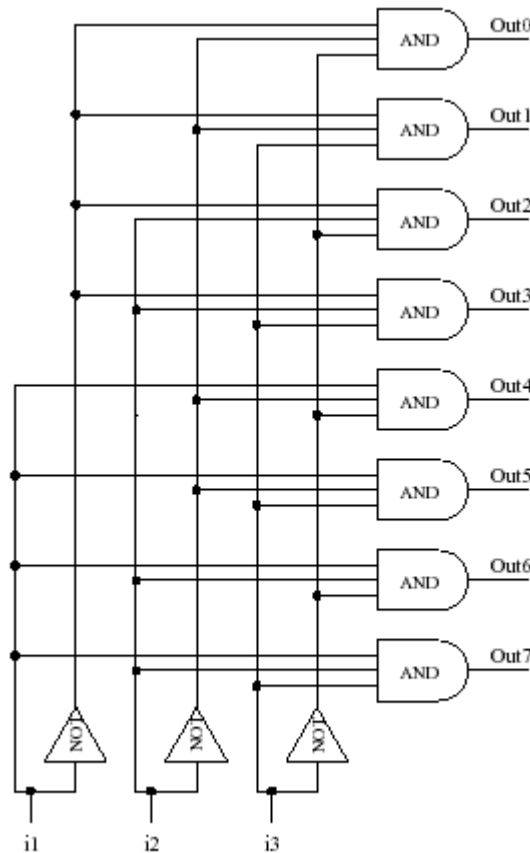 Out0
AND
Out1
AND
Out2
AND
Out3
AND
Out4
AND
Out5
AND
Out6
AND
Out7
AND
NOT NOT NOT
i1 i2 i3